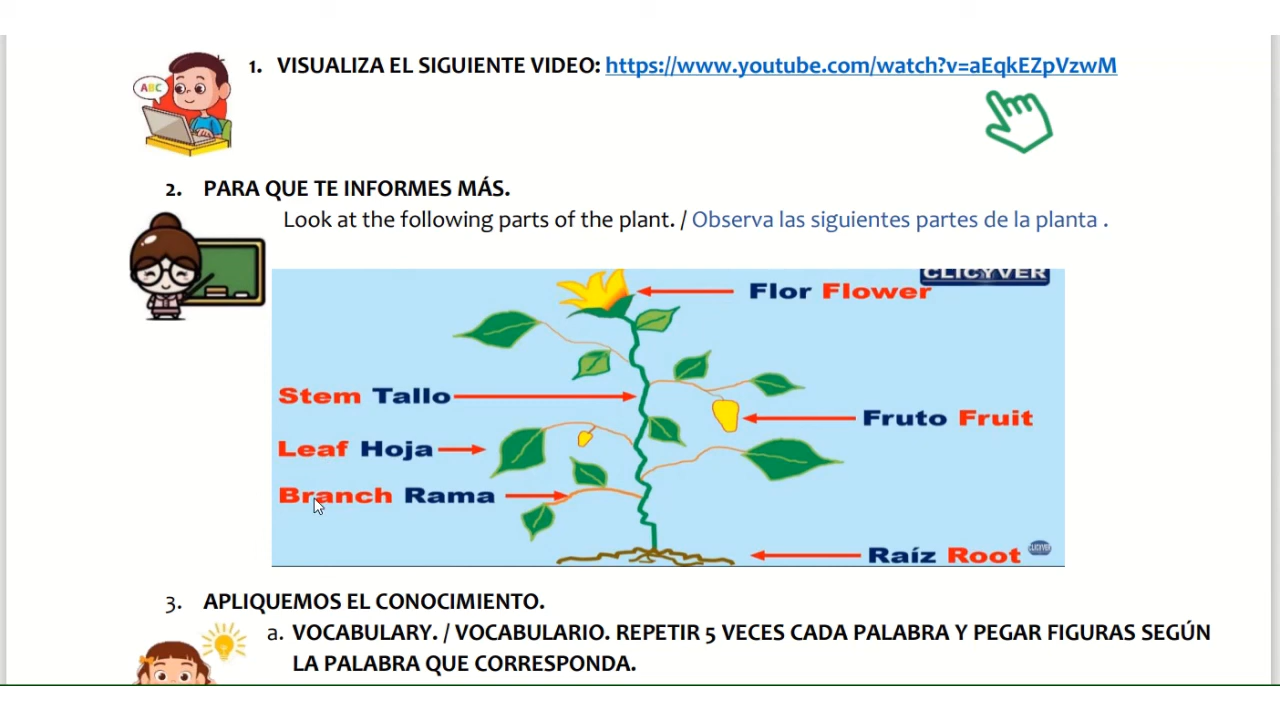 ABC
1. VISUALIZA EL SIGUIENTE VIDEO: https://www.youtube.com/watch?v=aEqkEZpVzwM
2. PARA QUE TE INFORMES MÁS.
Look at the following parts of the plant. / Observa las siguientes partes de la planta .
CLICYVER
Flor Flower
Stem Tallo
Fruto Fruit
Leaf Hoja
Branch Rama
Raíz Root
CLICYVER
3. APLIQUEMOS EL CONOCIMIENTO.
a. VOCABULARY. / VOCABULARIO. REPETIR 5 VECES CADA PALABRA Y PEGAR FIGURAS SEGÚN
LA PALABRA QUE CORRESPONDA.